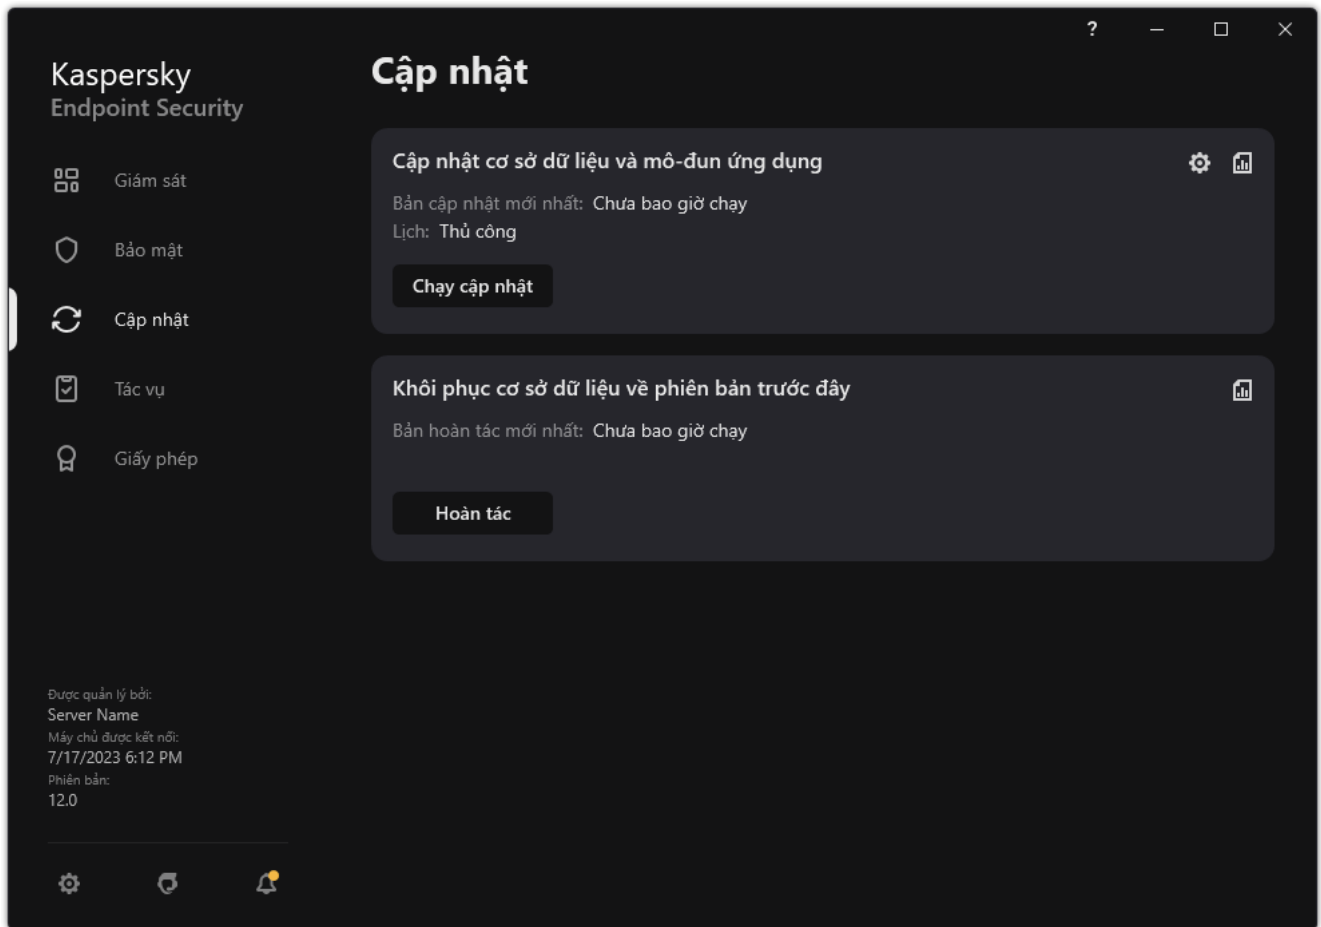 ?
Kaspersky
Endpoint Security
Giám sát
Bảo mật
Cập nhật
Tác vụ
Giấy phép
Được quản lý bởi:
Server Name
Máy chủ được kết nối:
7/17/2023 6:12 PM
Phiên bản:
12.0
Cập nhật
Cập nhật cơ sở dữ liệu và mô-đun ứng dụng
Bản cập nhật mới nhất: Chưa bao giờ chạy
Lịch: Thủ công
Chạy cập nhật
Khôi phục cơ sở dữ liệu về phiên bản trước đây
Bản hoàn tác mới nhất: Chưa bao giờ chạy
Hoàn tác